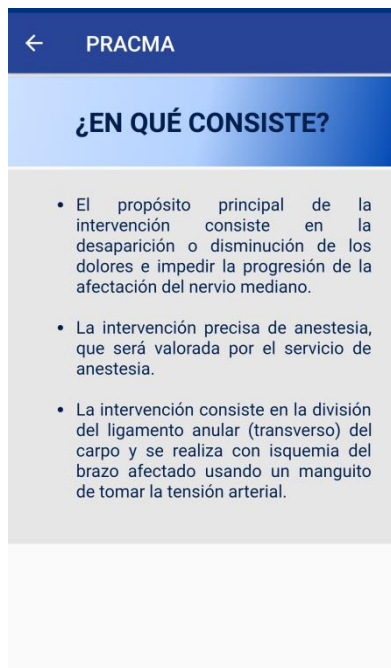 ← PRACMA
¿EN QUÉ CONSISTE?
• El propósito principal de la
intervención consiste en la
desaparición o disminución de los
dolores e impedir la progresión de la
afectación del nervio mediano.
• La intervención precisa de anestesia,
que será valorada por el servicio de
anestesia.
• La intervención consiste en la división
del ligamento anular (transverso) del
carpo y se realiza con isquemia del
brazo afectado usando un manguito
de tomar la tensión arterial.